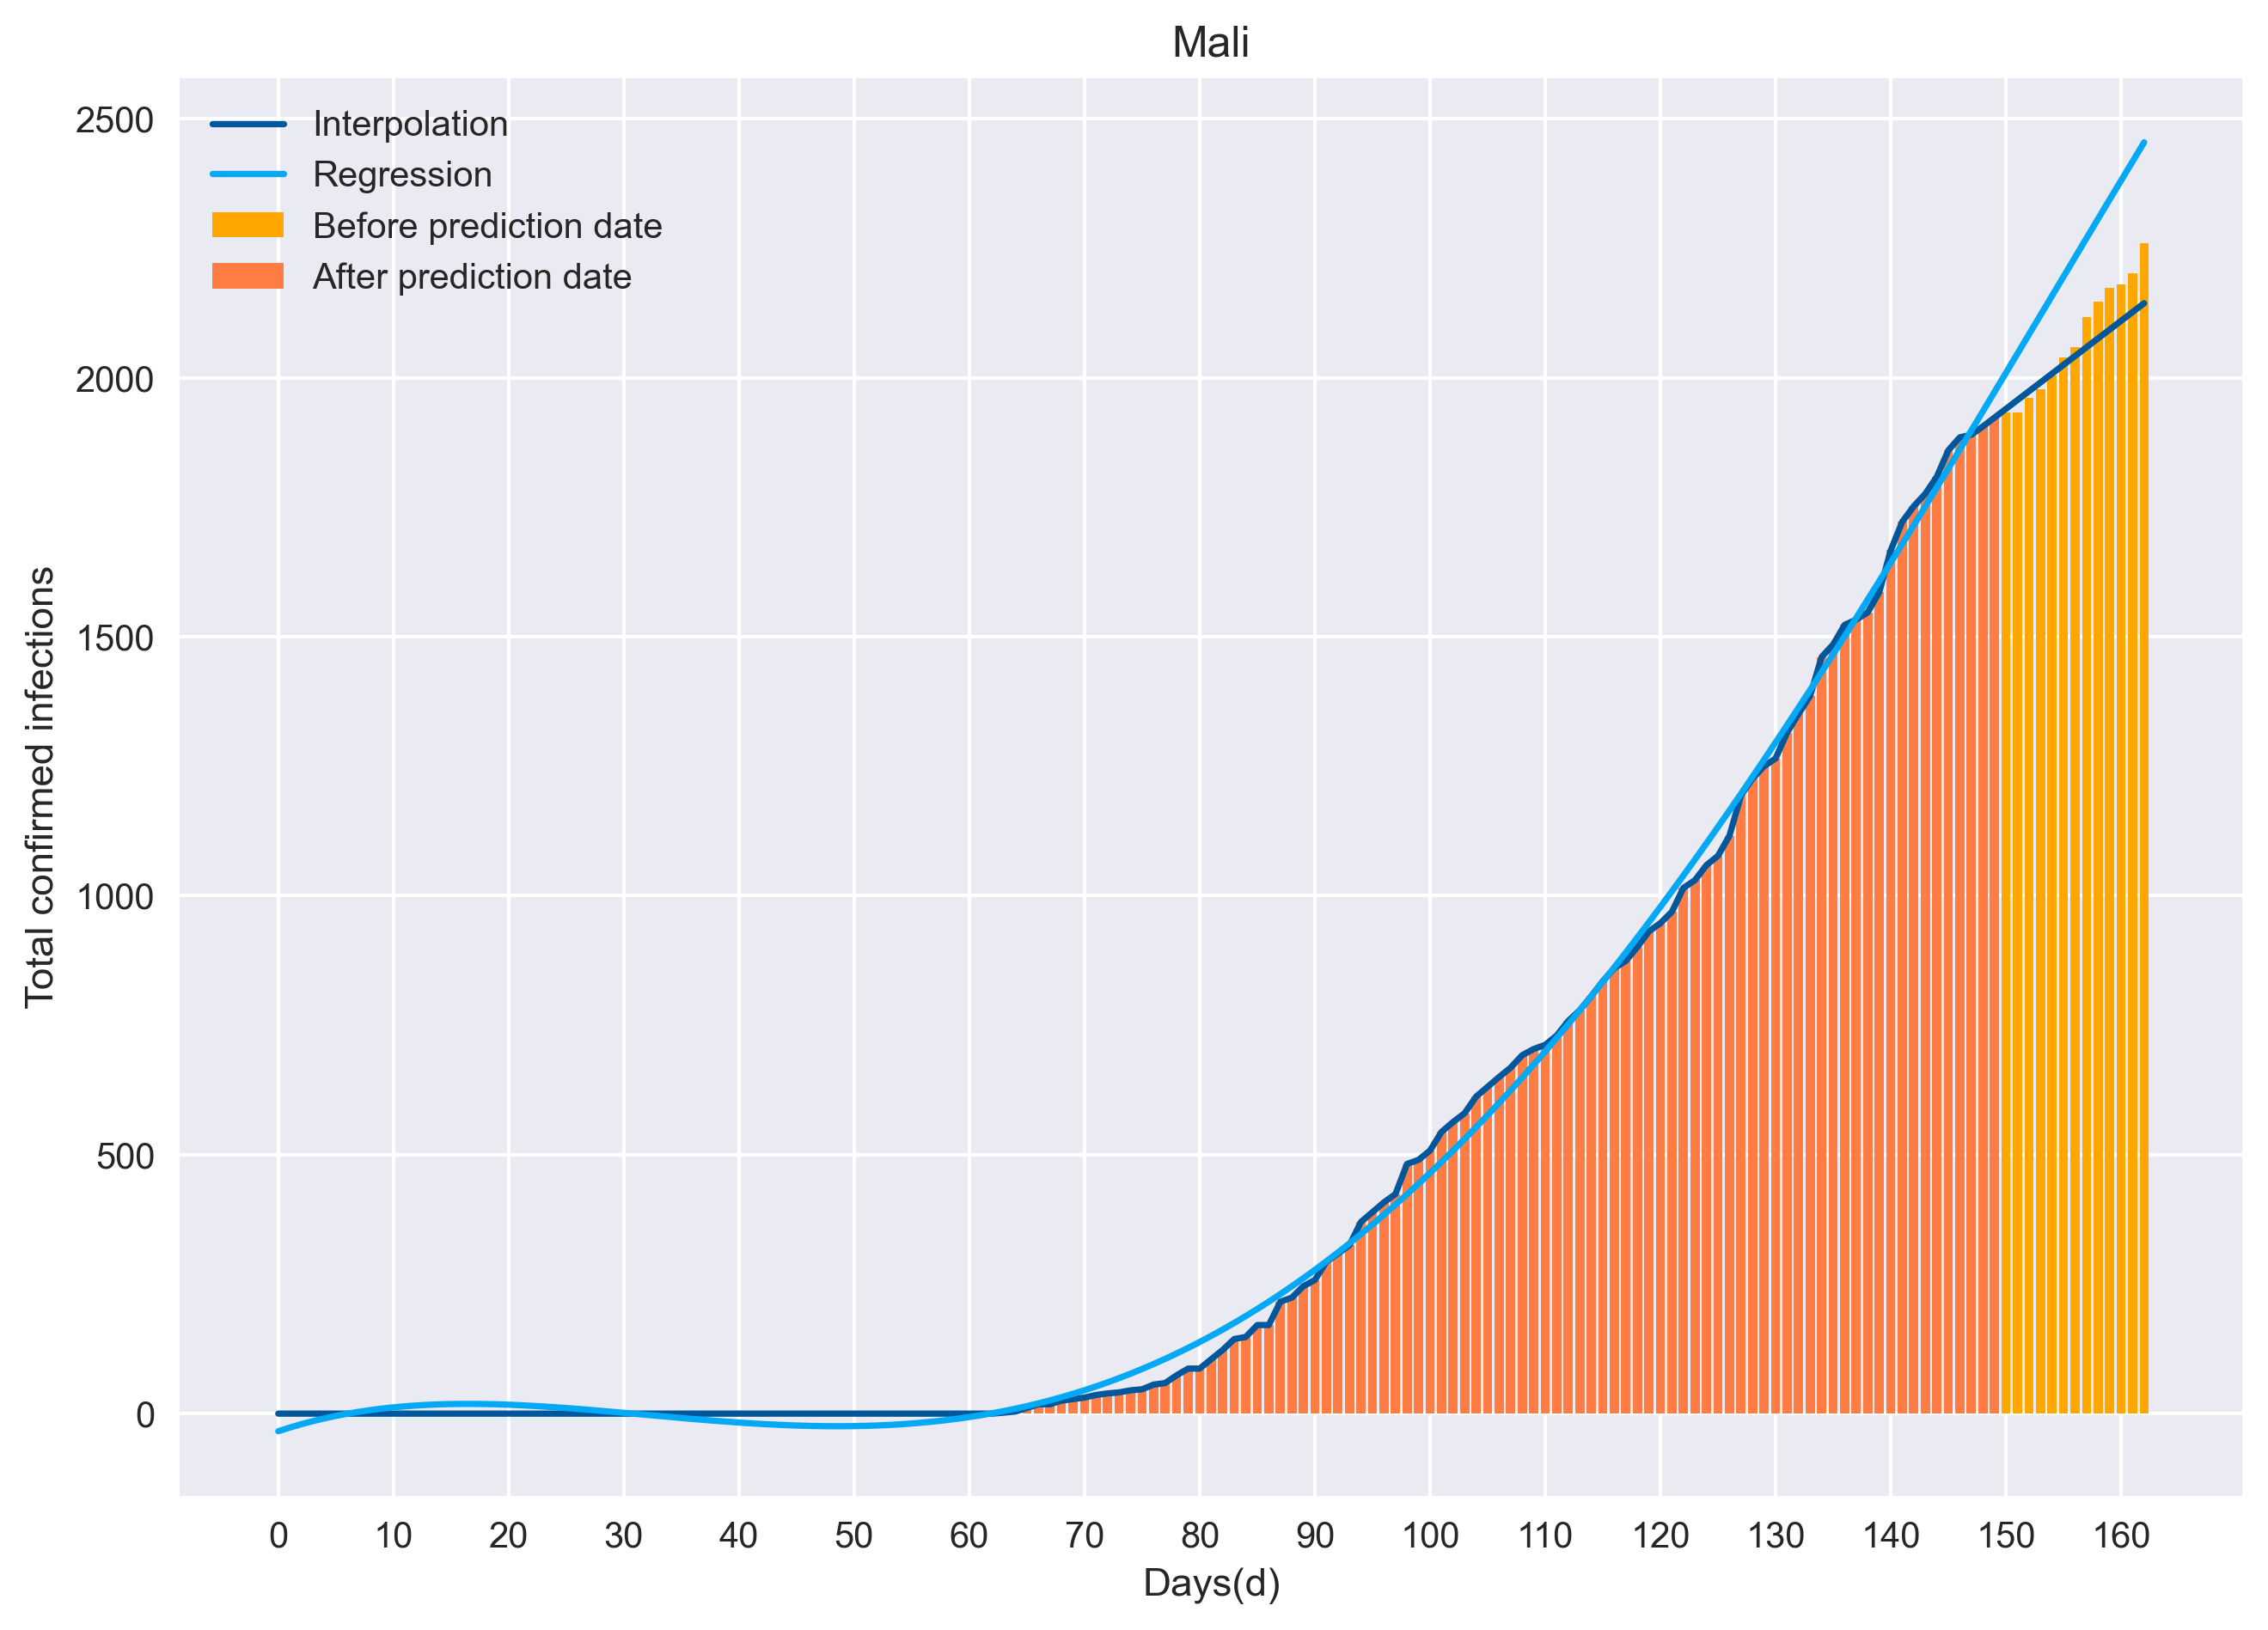 Mali
2500
2000
1500
1000
500
0
Total confirmed infections
Interpolation
Regression
Before prediction date
After prediction date
0 10 20 30 40 50 60 70 80 90 100 110 120 130 140 150 160
Days(d)